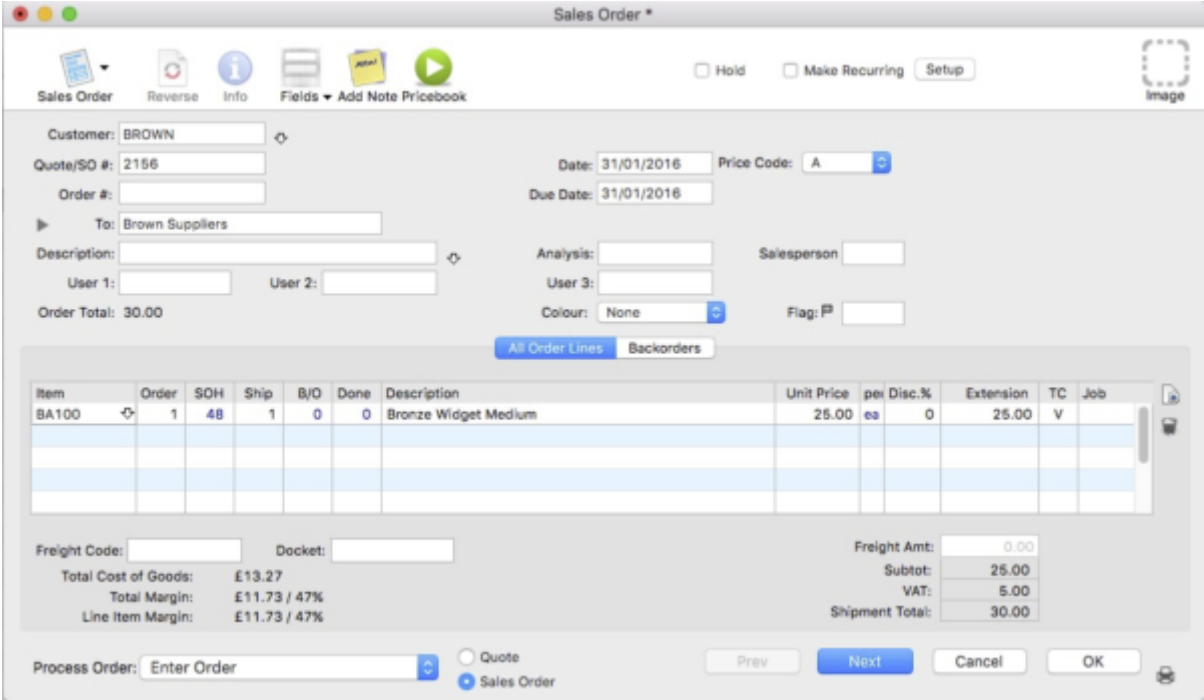 Sales Order *
Hold Make Recurring Setup
Sales Order Reverse Info Fields Add Note Pricebook Image
Customer: BROWN
Quote/SO #: 2156 Date: 31/01/2016 Price Code: A
Order #: Due Date: 31/01/2016
To: Brown Suppliers
Description: Analysis: Salesperson
User 1: User 2: User 3:
Order Total: 30.00 Colour: None Flag:
All Order Lines Backorders
Item Order SOH Ship B/O Done Description Unit Price per Disc.% Extension TC Job
BA100 1 48 1 0 0 Bronze Widget Medium 25.00 ea 0 25.00 V
Freight Code: Docket: Freight Amt: 0.00
Total Cost of Goods: £13.27 Subtot: 25.00
Total Margin: £11.73 / 47% VAT: 5.00
Line Item Margin: £11.73 / 47% Shipment Total: 30.00
Process Order: Enter Order Quote Prev Next Cancel OK
Sales Order